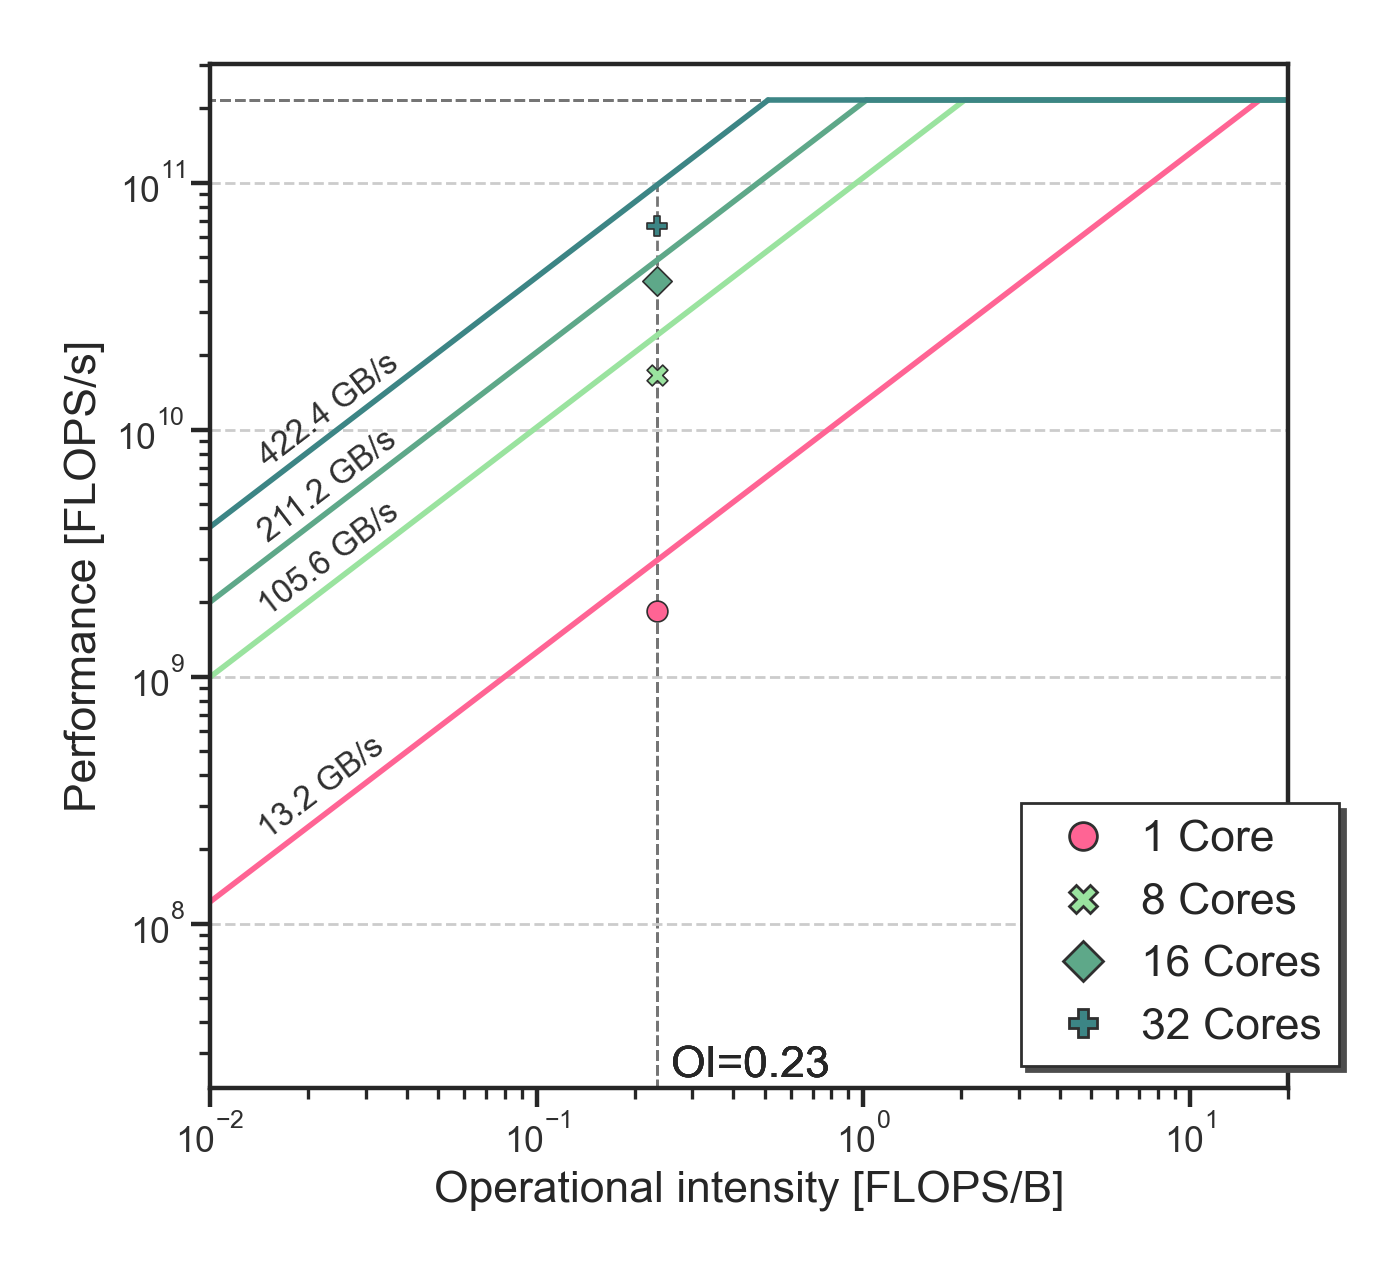 10^11
10^10
10^9
10^8
Performance [FLOPS/s]
422.4 GB/s
211.2 GB/s
105.6 GB/s
13.2 GB/s
1 Core
8 Cores
16 Cores
32 Cores
OI=0.23
10^−2
10^−1
10^0
10^1
Operational intensity [FLOPS/B]